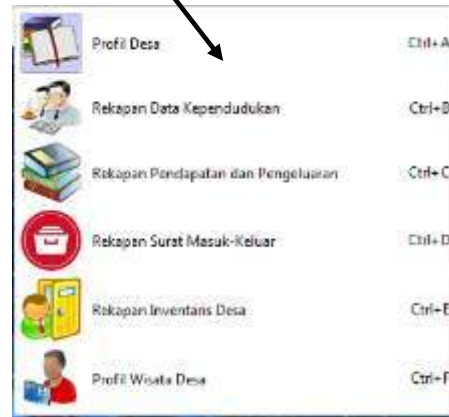 Profil Desa Ctrl+A
Rekapan Data Kependudukan Ctrl+B
Rekapan Pendapatan dan Pengeluaran Ctrl+C
Rekapan Surat Masuk-Keluar Ctrl+D
Rekapan Inventaris Desa Ctrl+E
Profil Wisata Desa Ctrl+F